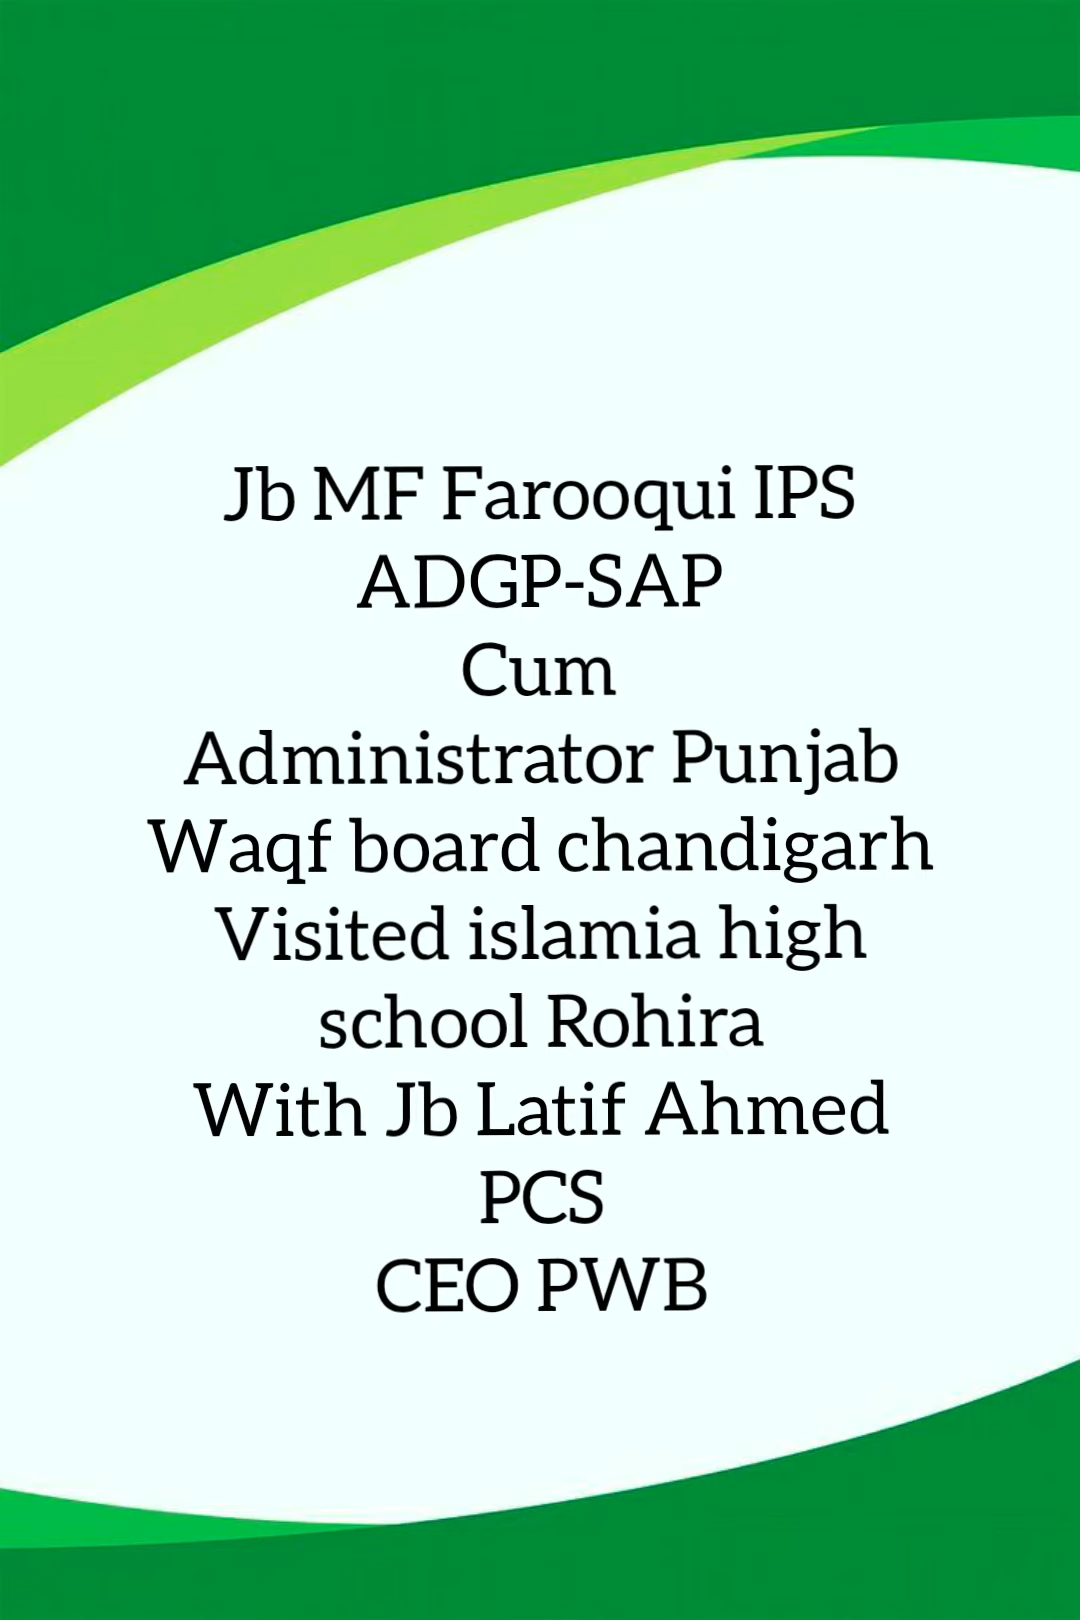 Jb MF Farooqui IPS
ADGP-SAP
Cum
Administrator Punjab
Waqf board chandigarh
Visited islamia high
school Rohira
With Jb Latif Ahmed
PCS
CEO PWB